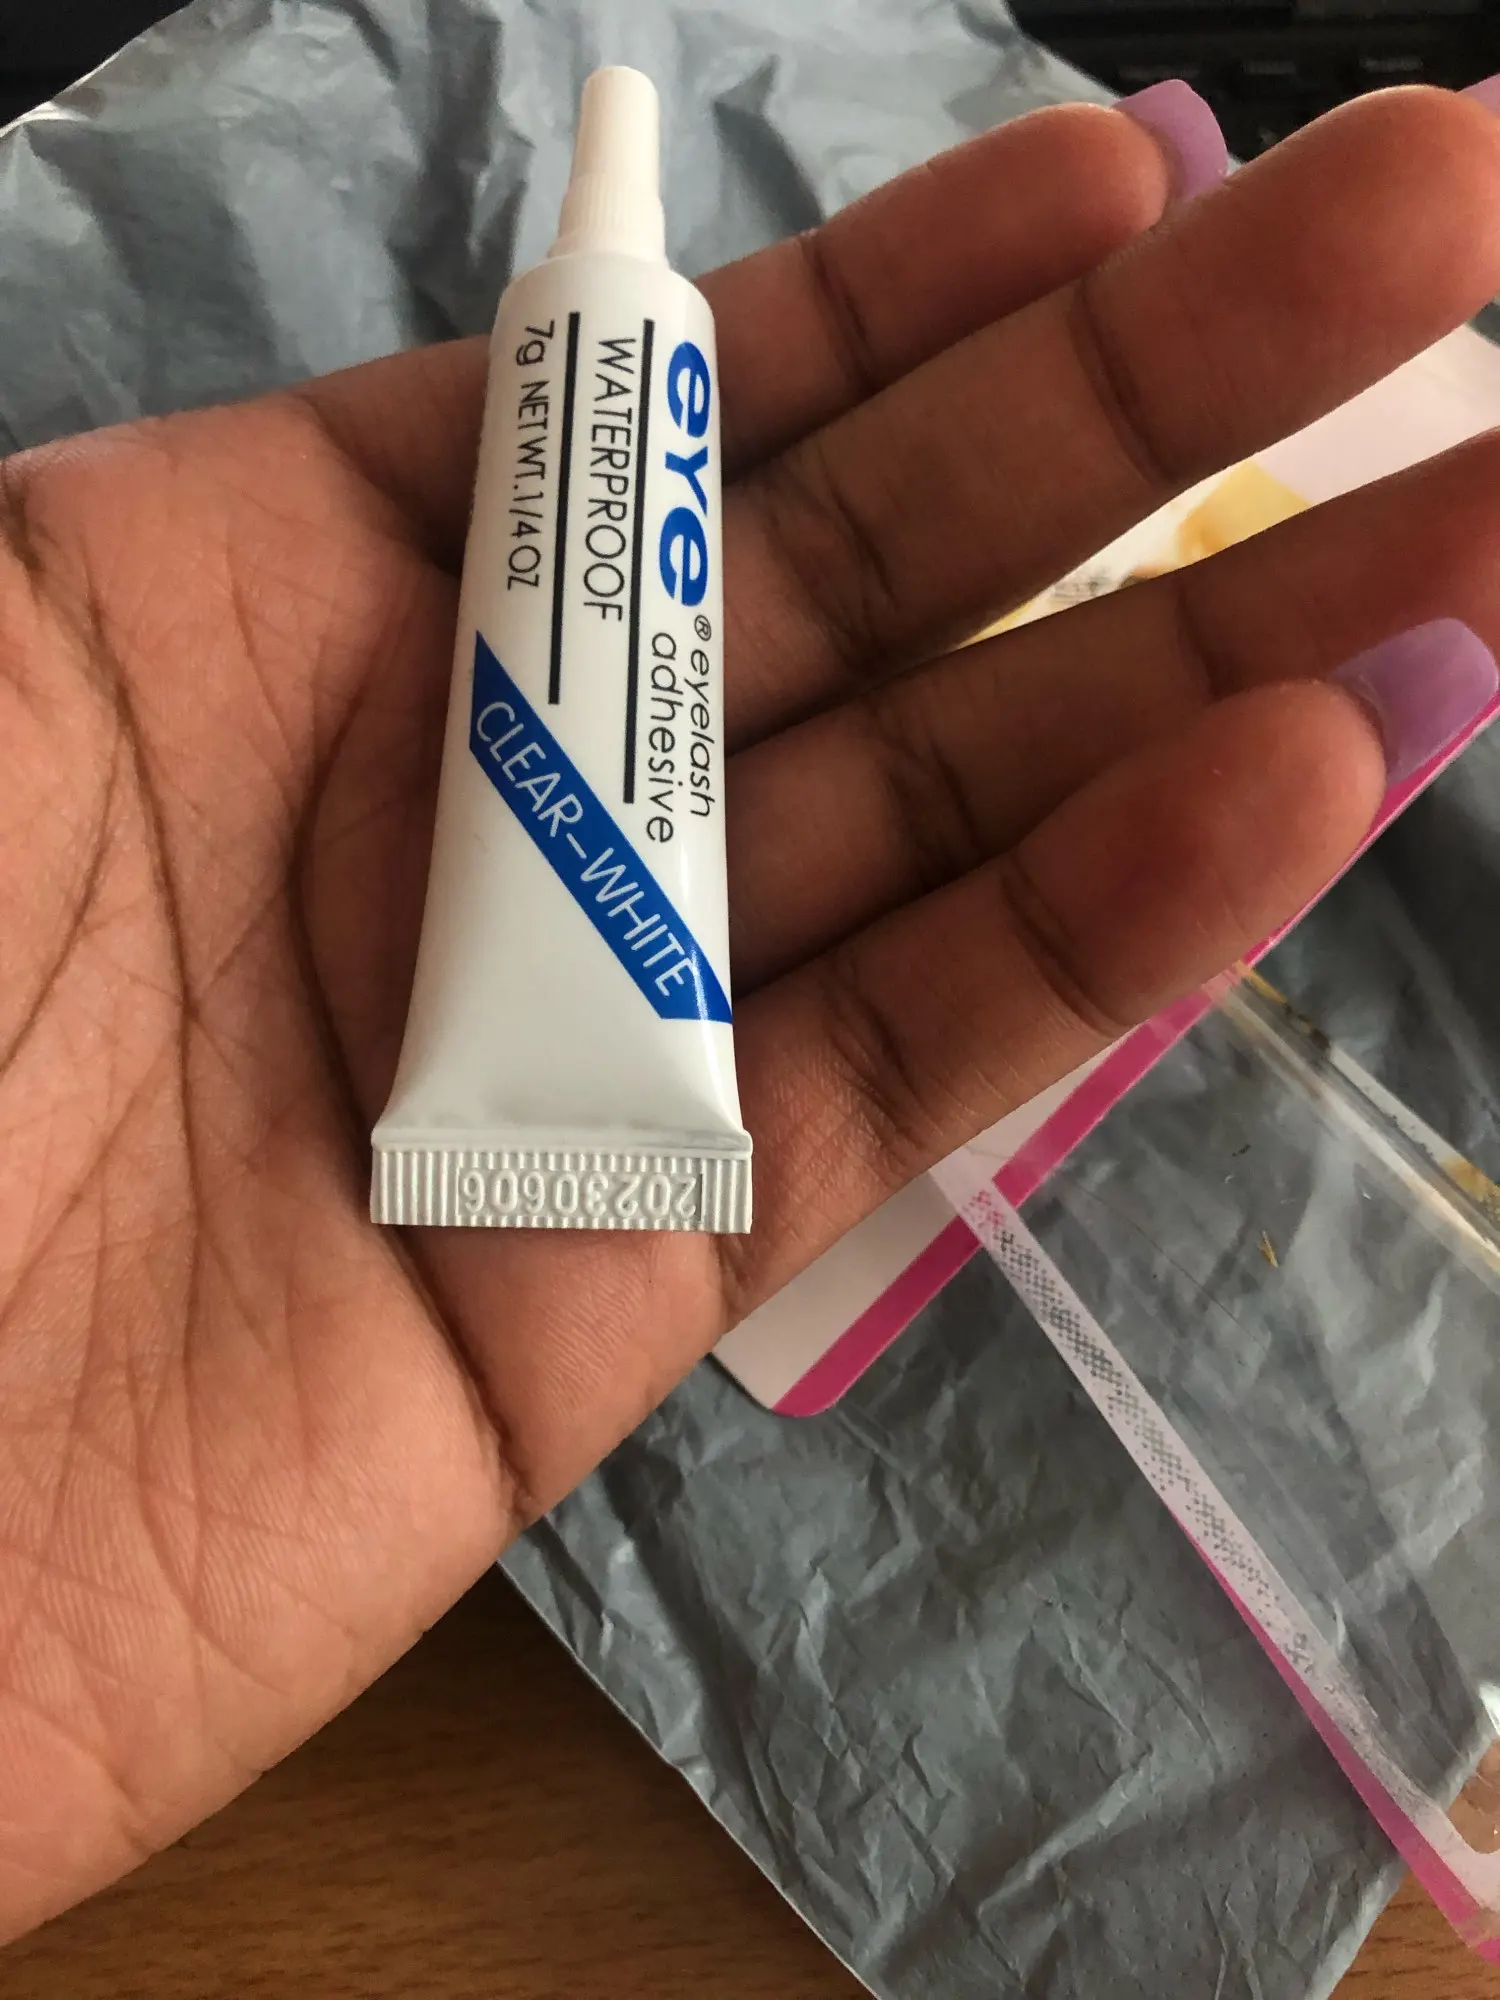 eye® eyelash
adhesive
WATERPROOF
7g NETWT.1/4 OZ
CLEAR-WHITE
20230606